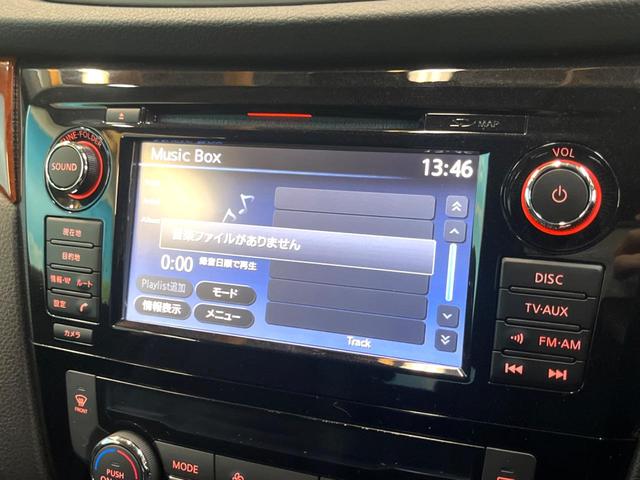 MAP
TUNE·FOLDER
SOUND
VOL
Music Box
13:46
音楽ファイルがありません
0:00
録音日順で再生
Playlist追加
モード
情報表示
メニュー
Track
現在地
目的地
情報・VV
ルート
設定
カメラ
DISC
TV·AUX
FM·AM
FRONT
PUSH
MODE